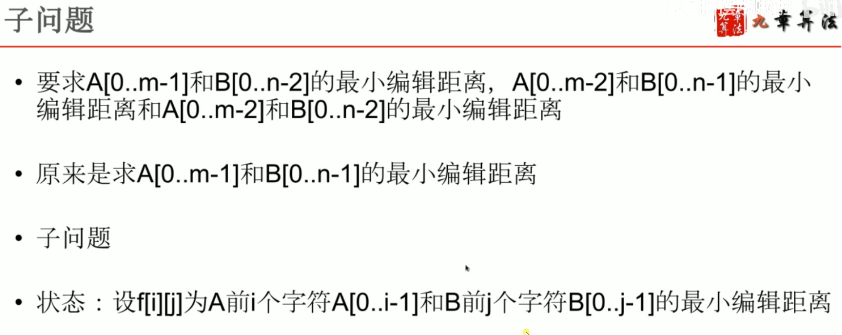 子问题
九章算法
• 要求A[0..m-1]和B[0..n-2]的最小编辑距离，A[0..m-2]和B[0..n-1]的最小
编辑距离和A[0..m-2]和B[0..n-2]的最小编辑距离
• 原来是求A[0..m-1]和B[0..n-1]的最小编辑距离
• 子问题
• 状态：设f[i][j]为A前i个字符A[0..i-1]和B前j个字符B[0..j-1]的最小编辑距离